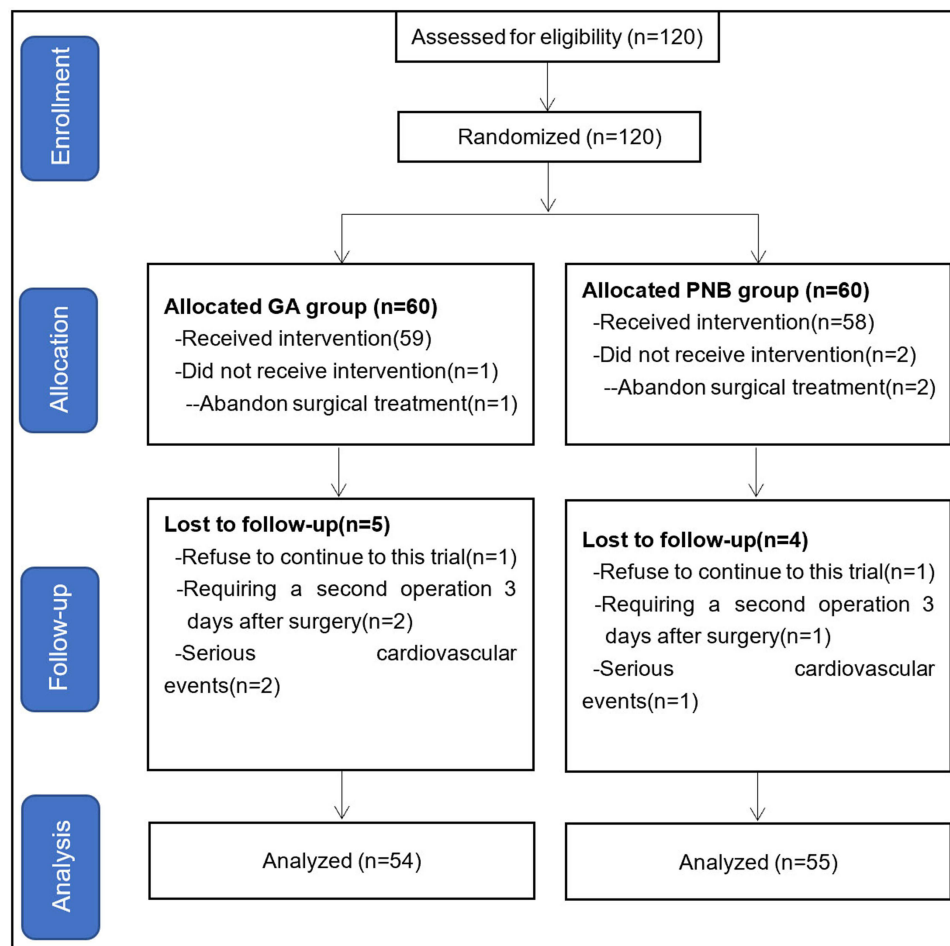 Enrollment
Assessed for eligibility (n=120)
Randomized (n=120)
Allocation
Allocated GA group (n=60)
-Received intervention(59)
-Did not receive intervention(n=1)
--Abandon surgical treatment(n=1)
Allocated PNB group (n=60)
-Received intervention(n=58)
-Did not receive intervention(n=2)
--Abandon surgical treatment(n=2)
Follow-up
Lost to follow-up(n=5)
-Refuse to continue to this trial(n=1)
-Requiring a second operation 3
days after surgery(n=2)
-Serious cardiovascular
events(n=2)
Lost to follow-up(n=4)
-Refuse to continue to this trial(n=1)
-Requiring a second operation 3
days after surgery(n=1)
-Serious cardiovascular
events(n=1)
Analysis
Analyzed (n=54)
Analyzed (n=55)